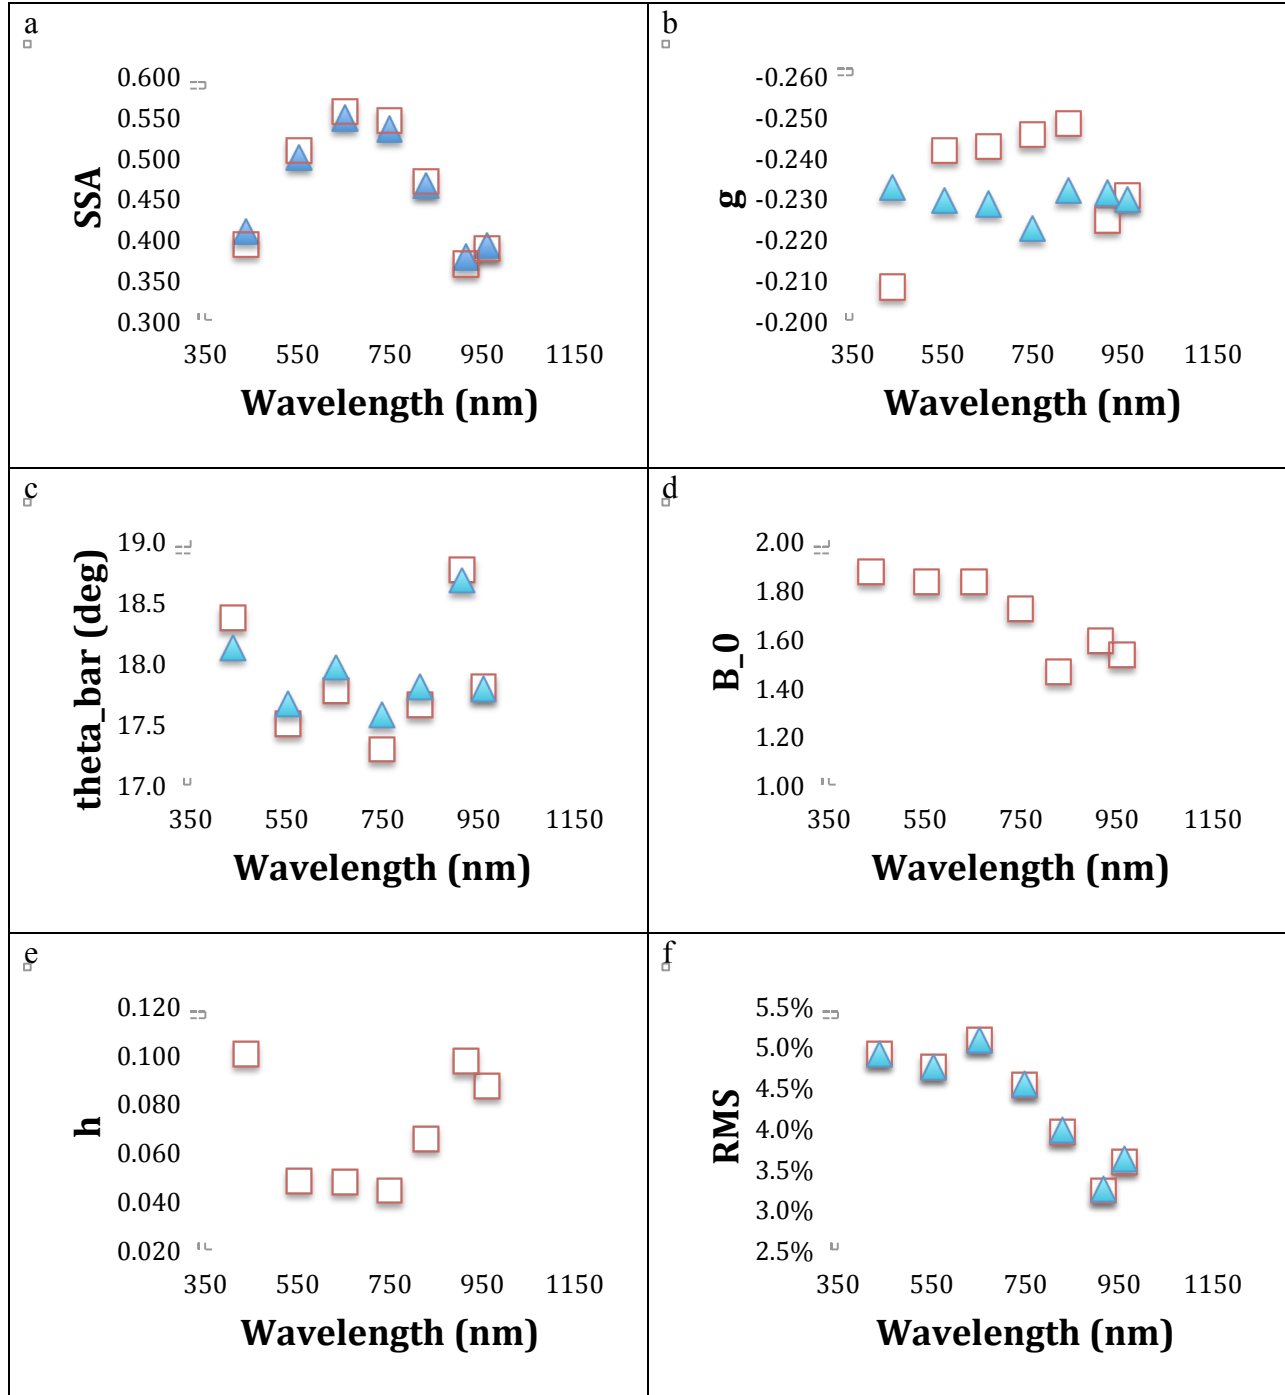 a
SSA
0.600
0.550
0.500
0.450
0.400
0.350
0.300
350 550 750 950 1150
Wavelength (nm)
b
g
-0.260
-0.250
-0.240
-0.230
-0.220
-0.210
-0.200
350 550 750 950 1150
Wavelength (nm)
c
theta_bar (deg)
19.0
18.5
18.0
17.5
17.0
350 550 750 950 1150
Wavelength (nm)
d
B_0
2.00
1.80
1.60
1.40
1.20
1.00
350 550 750 950 1150
Wavelength (nm)
e
h
0.120
0.100
0.080
0.060
0.040
0.020
350 550 750 950 1150
Wavelength (nm)
f
RMS
5.5%
5.0%
4.5%
4.0%
3.5%
3.0%
2.5%
350 550 750 950 1150
Wavelength (nm)